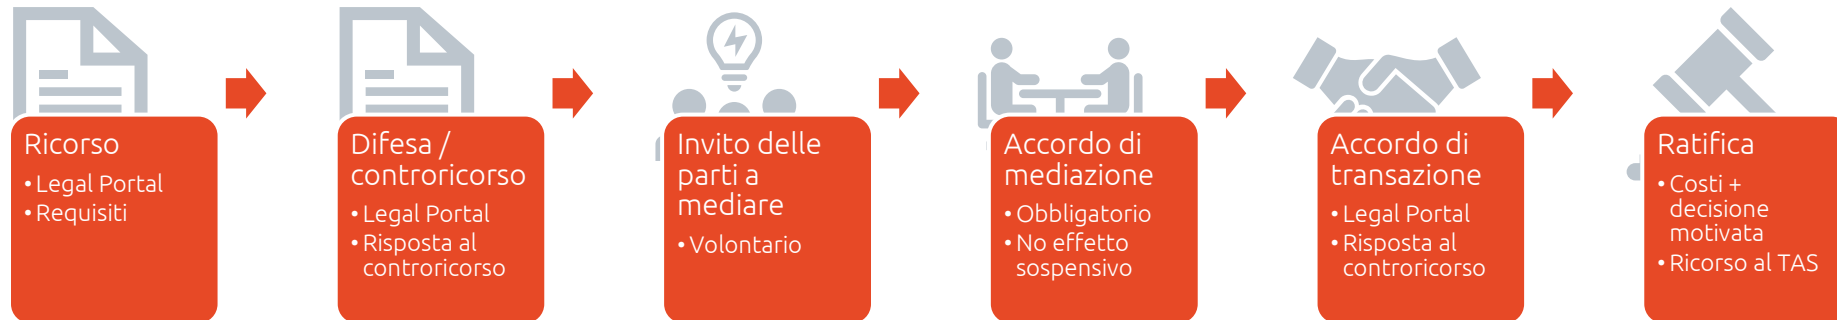 Ricorso
• Legal Portal
• Requisiti
Difesa /
controricorso
• Legal Portal
• Risposta al
controricorso
Invito delle
parti a
mediare
• Volontario
Accordo di
mediazione
• Obbligatorio
• No effetto
sospensivo
Accordo di
transazione
• Legal Portal
• Risposta al
controricorso
Ratifica
• Costi +
decisione
motivata
• Ricorso al TAS